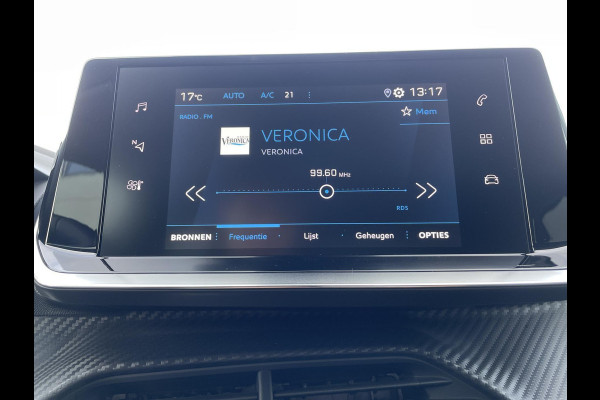 17°C AUTO A/C 21 13:17
RADIO . FM
Mem
VERONICA
VERONICA
VERONICA
99.60 MHz
RDS
BRONNEN Frequentie Lijst Geheugen OPTIES
N